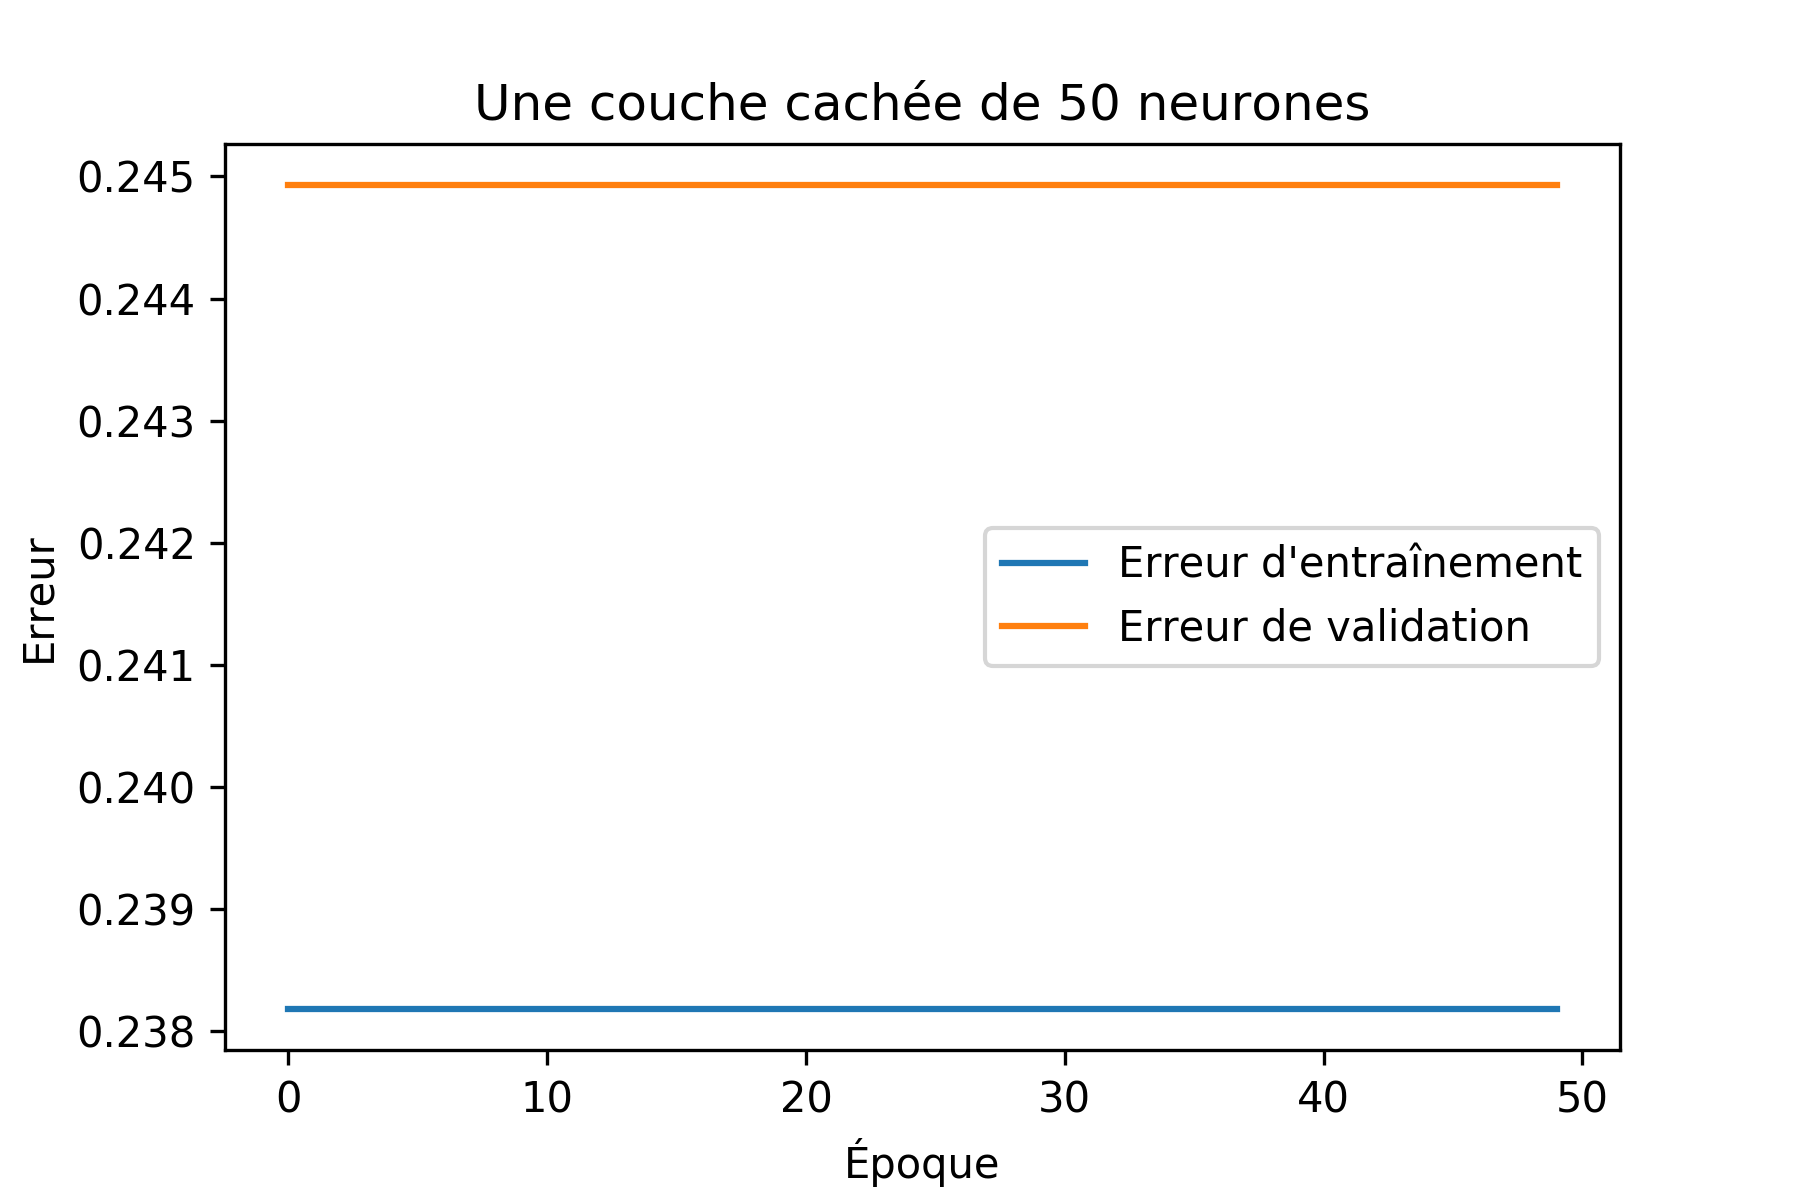 Une couche cachée de 50 neurones
0.245
0.244
0.243
0.242
0.241
0.240
0.239
0.238
Erreur
Erreur d'entraînement
Erreur de validation
0 10 20 30 40 50
Époque